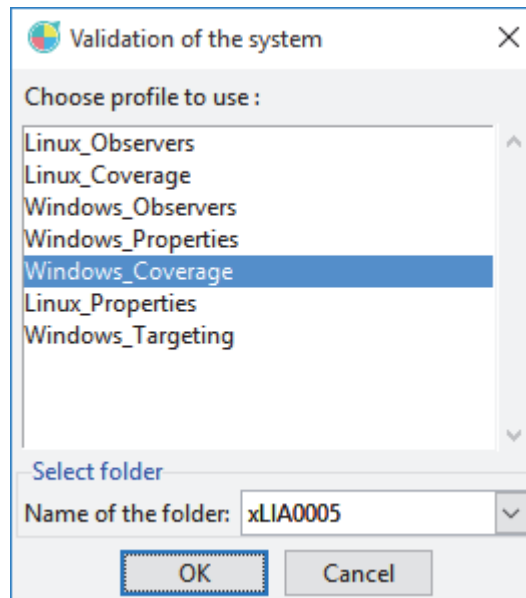 Validation of the system
Choose profile to use :
Linux_Observers
Linux_Coverage
Windows_Observers
Windows_Properties
Windows_Coverage
Linux_Properties
Windows_Targeting
Select folder
Name of the folder: xLIA0005
OK Cancel